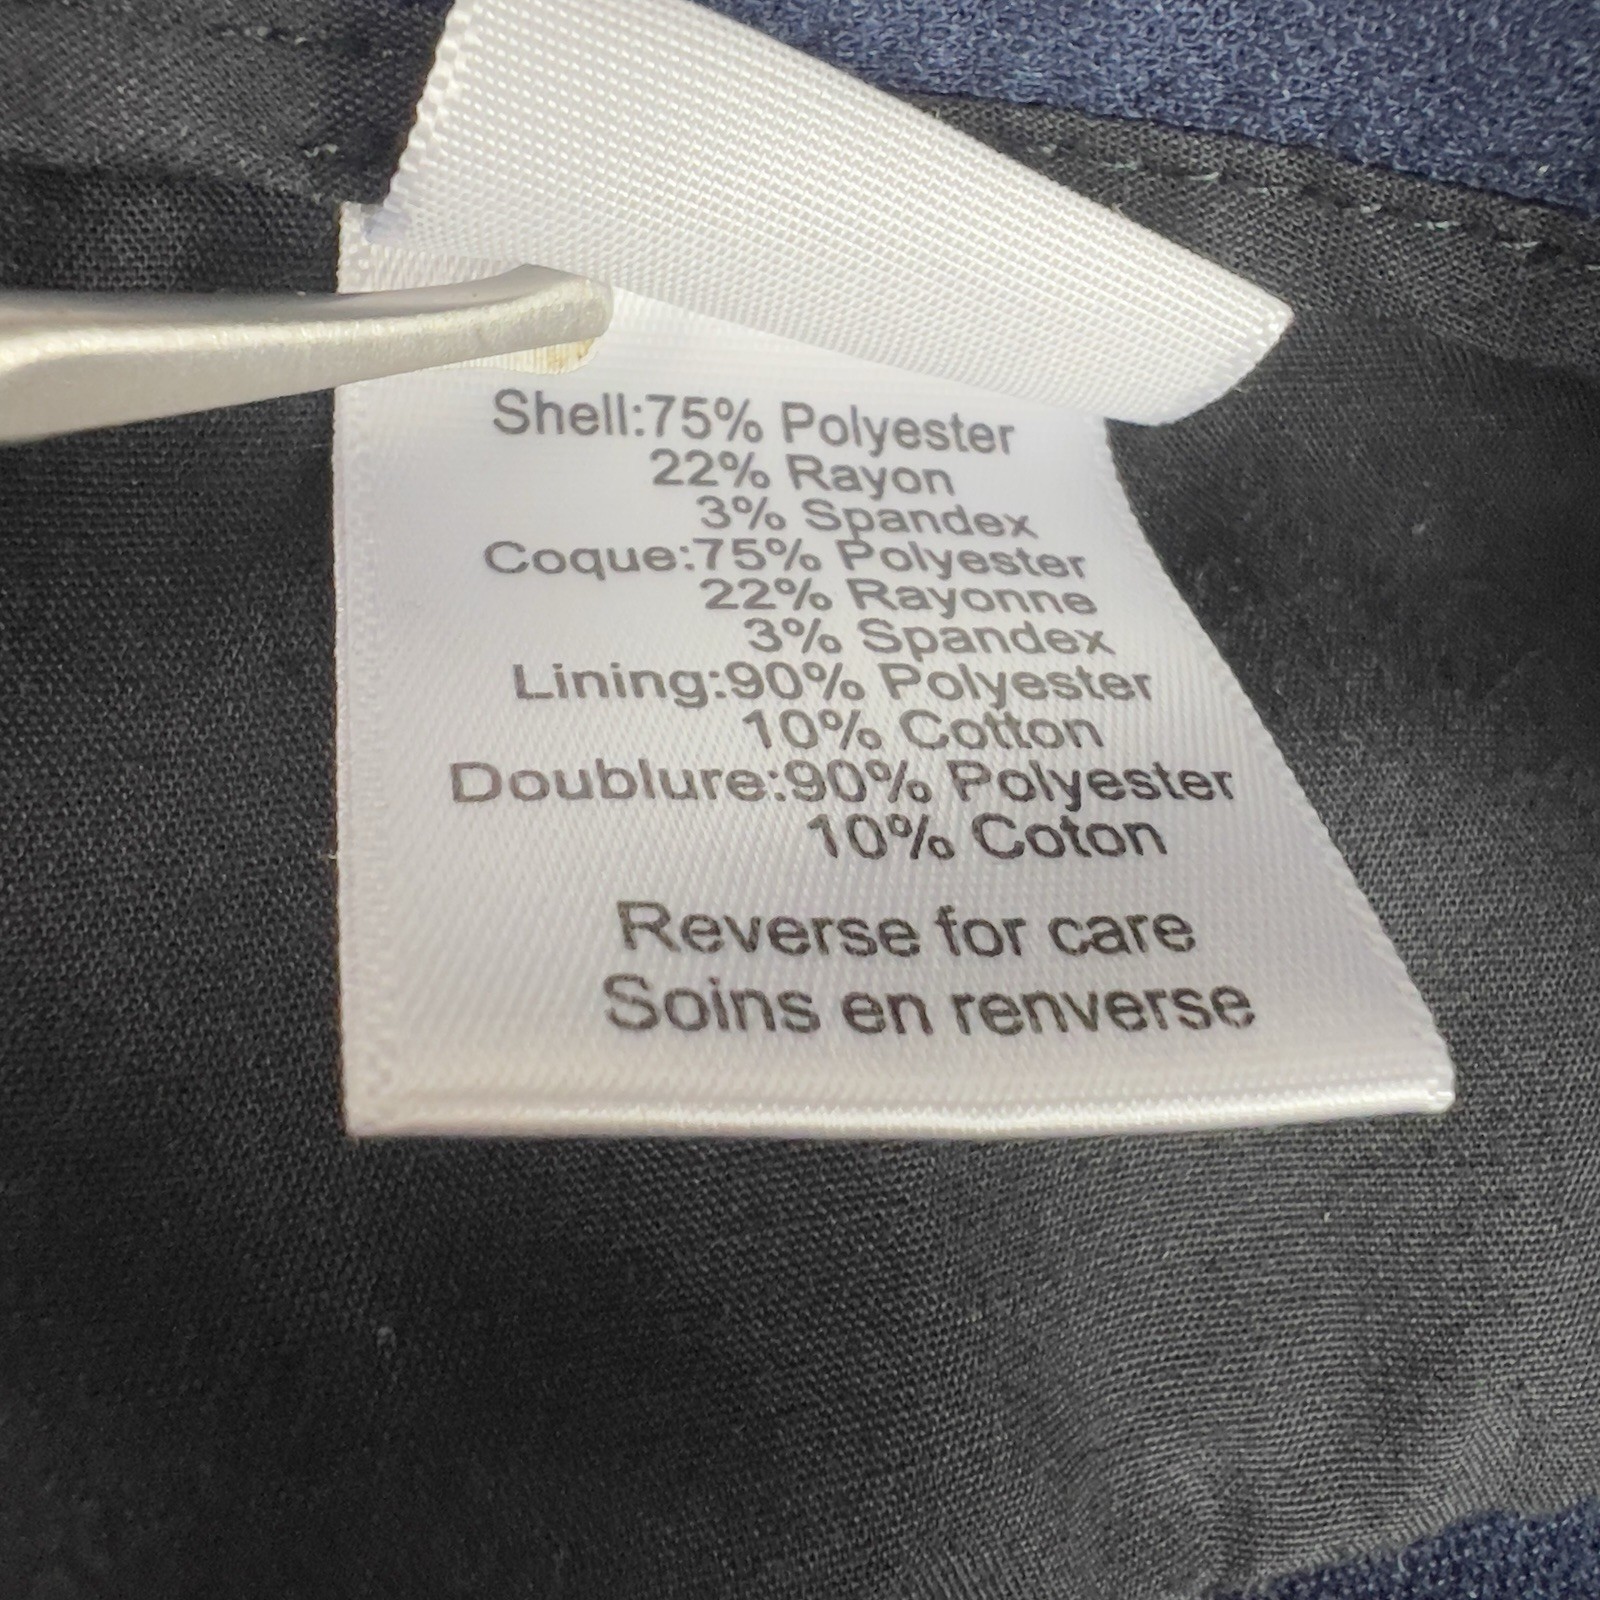 Shell:75% Polyester
22% Rayon
3% Spandex
Coque:75% Polyester
22% Rayonne
3% Spandex
Lining:90% Polyester
10% Cotton
Doublure:90% Polyester
10% Coton
Reverse for care
Soins en renverse